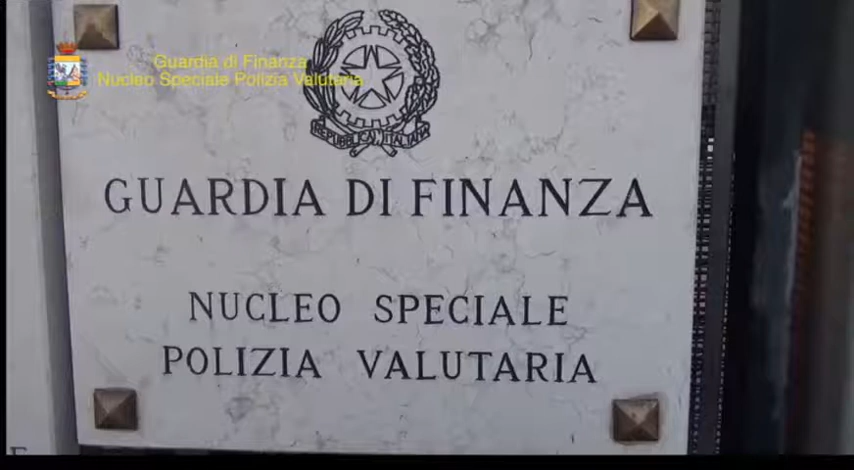 Guardia di Finanza
Nucleo Speciale Polizia Valutaria
REPUBBLICA ITALIANA
GUARDIA DI FINANZA
NUCLEO SPECIALE
POLIZIA VALUTARIA